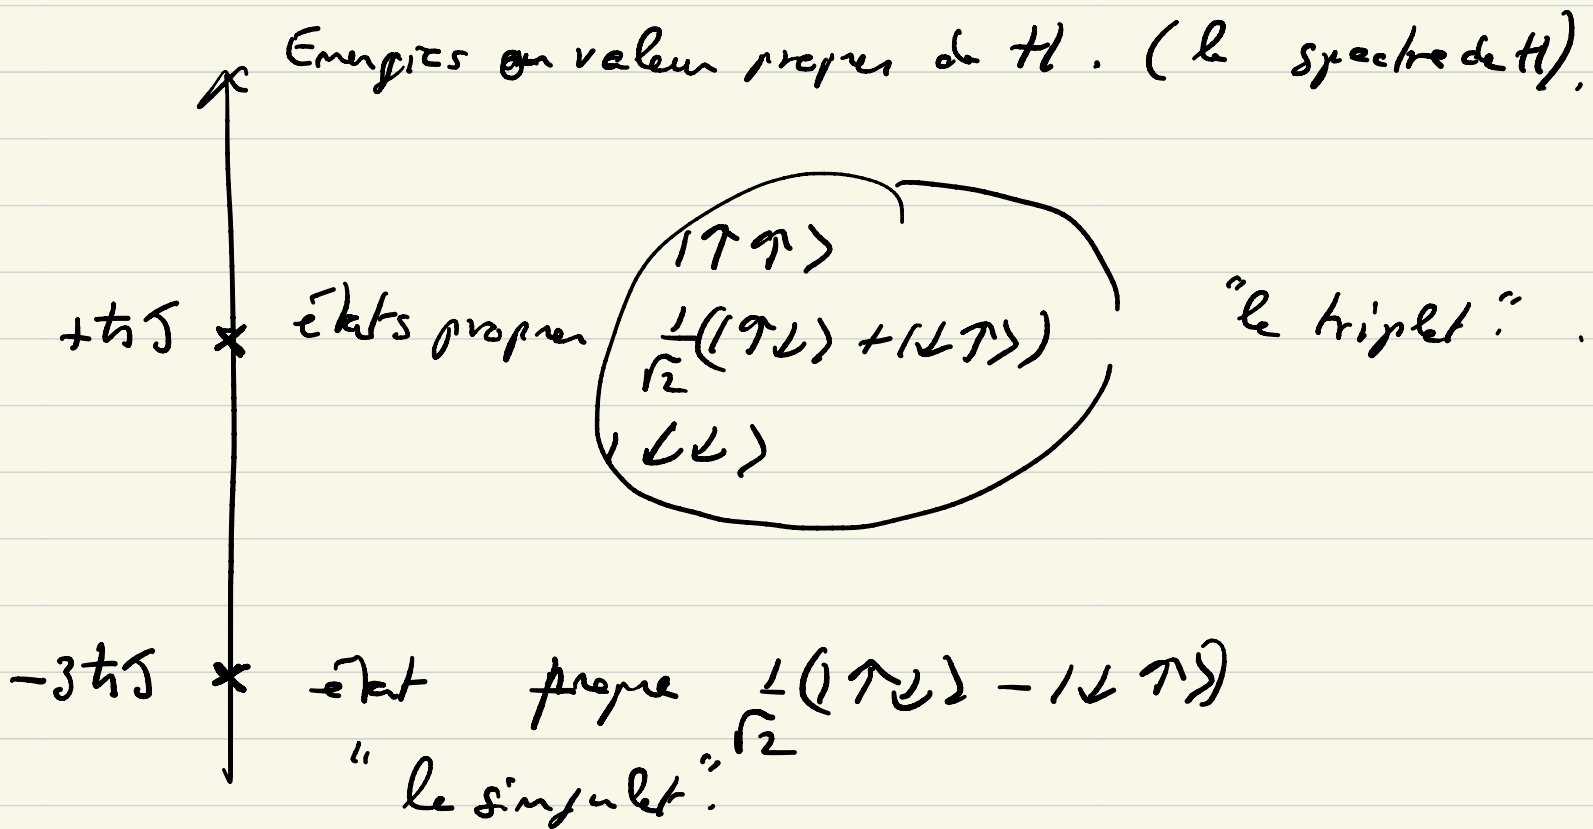 Energies ou valeurs propres de H. (le spectre de H).
|↑↑⟩
+ħJ états propres 1/√2 (|↑↓⟩ + |↓↑⟩) "le triplet".
|↓↓⟩
-3ħJ état propre 1/√2 (|↑↓⟩ - |↓↑⟩)
"le singulet".